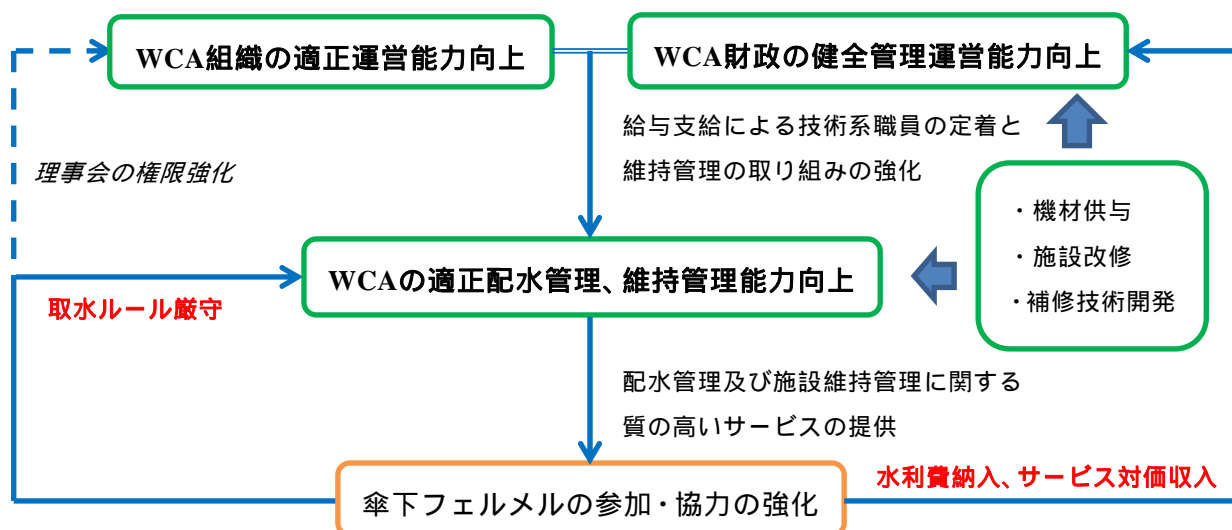 WCA組織の適正運営能力向上
WCA財政の健全管理運営能力向上
給与支給による技術系職員の定着と
維持管理の取り組みの強化
理事会の権限強化
・機材供与
・施設改修
・補修技術開発
WCAの適正配水管理、維持管理能力向上
取水ルール厳守
配水管理及び施設維持管理に関する
質の高いサービスの提供
水利費納入、サービス対価収入
傘下フェルメルの参加・協力の強化